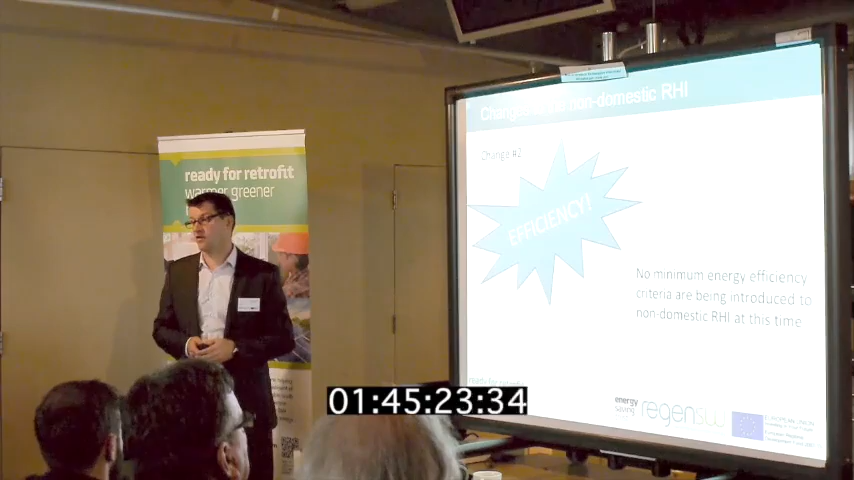 ready for retrofit
warmer greener
non-domestic RHI
Change #2
EFFICIENCY!
No minimum energy efficiency
criteria are being introduced to
non-domestic RHI at this time
energy
saving
regenSW
01:45:23:34